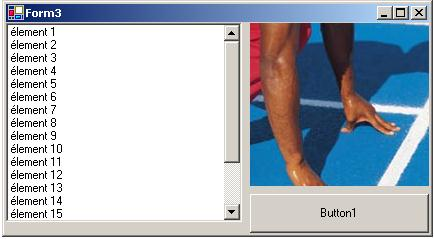 Form3
élement 1
élement 2
élement 3
élement 4
élement 5
élement 6
élement 7
élement 8
élement 9
élement 10
élement 11
élement 12
élement 13
élement 14
élement 15
Button1